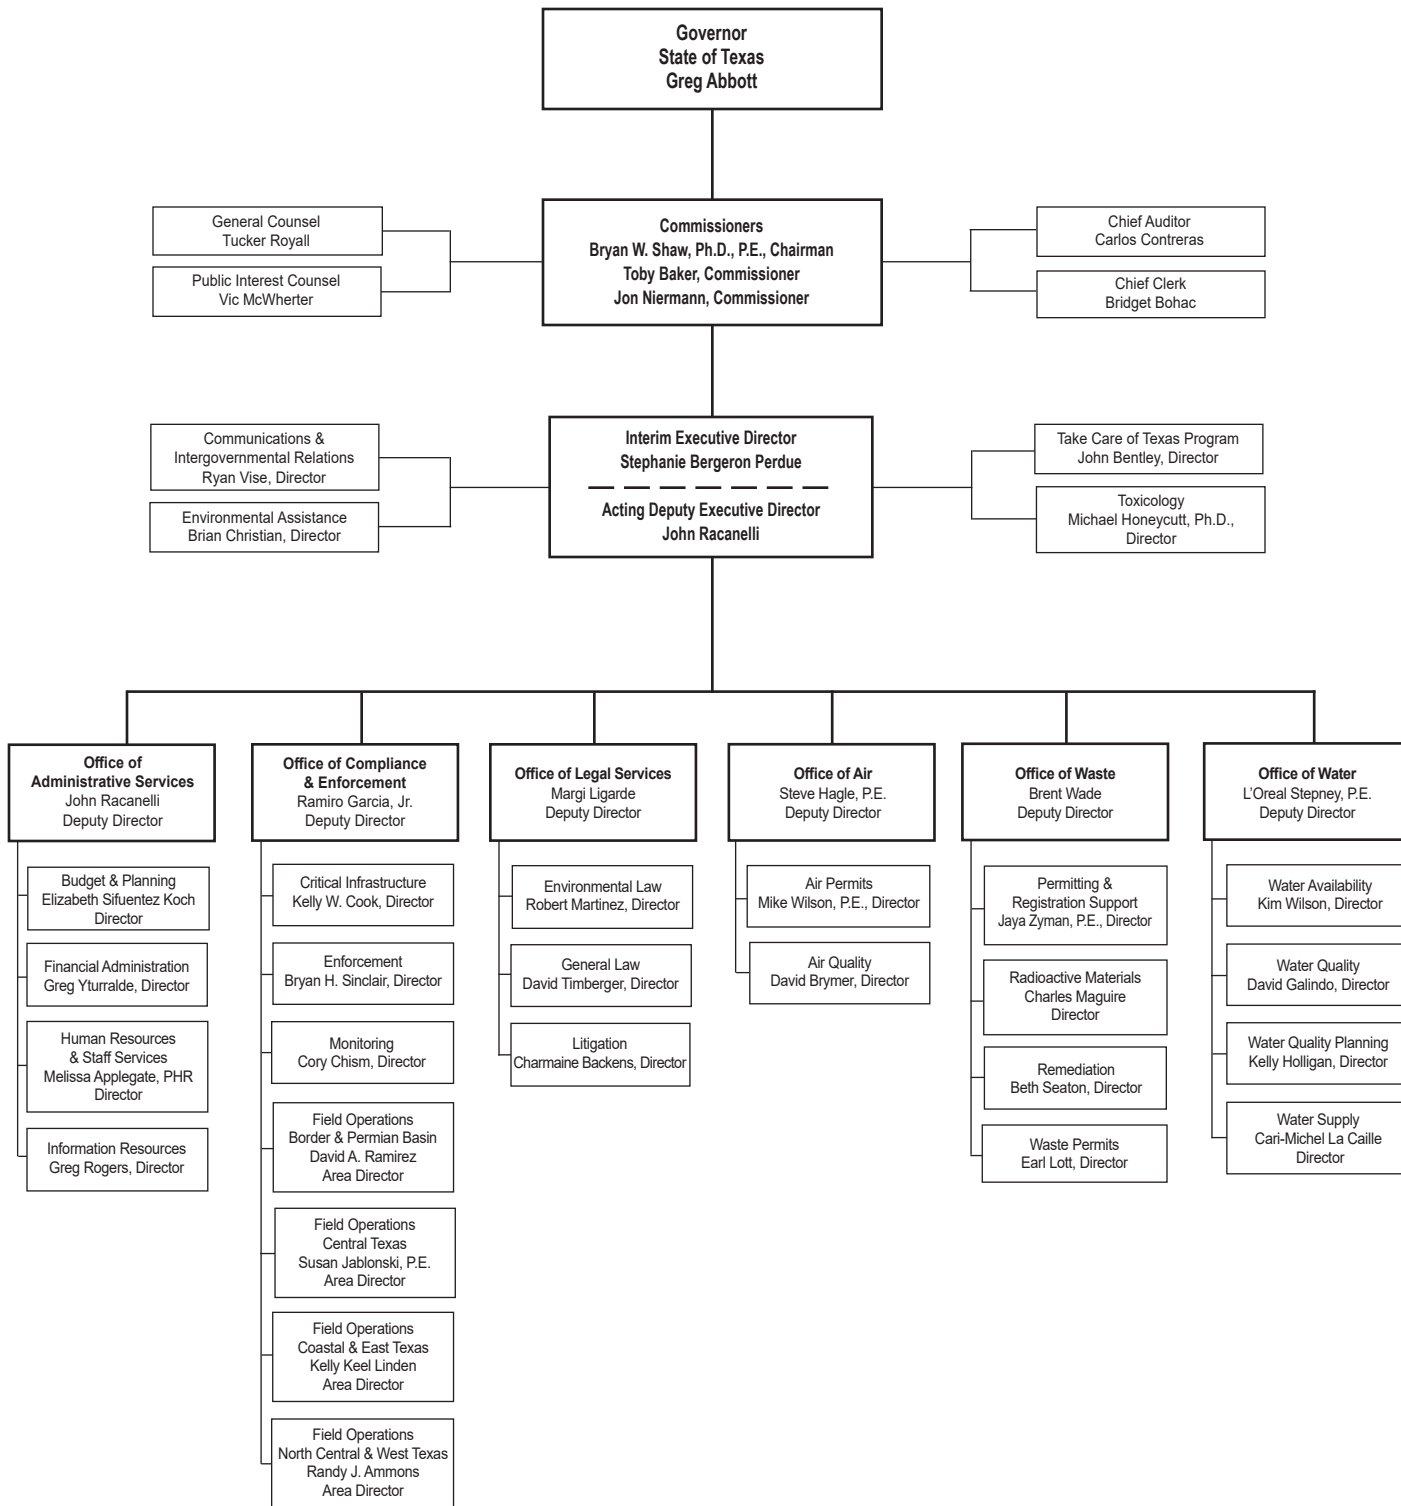 Governor
State of Texas
Greg Abbott
General Counsel
Tucker Royall
Public Interest Counsel
Vic McWherter
Commissioners
Bryan W. Shaw, Ph.D., P.E., Chairman
Toby Baker, Commissioner
Jon Niermann, Commissioner
Chief Auditor
Carlos Contreras
Chief Clerk
Bridget Bohac
Communications &
Intergovernmental Relations
Ryan Vise, Director
Environmental Assistance
Brian Christian, Director
Interim Executive Director
Stephanie Bergeron Perdue
Acting Deputy Executive Director
John Racanelli
Take Care of Texas Program
John Bentley, Director
Toxicology
Michael Honeycutt, Ph.D.,
Director
Office of
Administrative Services
John Racanelli
Deputy Director
Budget & Planning
Elizabeth Sifuentez Koch
Director
Financial Administration
Greg Yturralde, Director
Human Resources
& Staff Services
Melissa Applegate, PHR
Director
Information Resources
Greg Rogers, Director
Office of Compliance
& Enforcement
Ramiro Garcia, Jr.
Deputy Director
Critical Infrastructure
Kelly W. Cook, Director
Enforcement
Bryan H. Sinclair, Director
Monitoring
Cory Chism, Director
Field Operations
Border & Permian Basin
David A. Ramirez
Area Director
Field Operations
Central Texas
Susan Jablonski, P.E.
Area Director
Field Operations
Coastal & East Texas
Kelly Keel Linden
Area Director
Field Operations
North Central & West Texas
Randy J. Ammons
Area Director
Office of Legal Services
Margi Ligarde
Deputy Director
Environmental Law
Robert Martinez, Director
General Law
David Timberger, Director
Litigation
Charmaine Backens, Director
Office of Air
Steve Hagle, P.E.
Deputy Director
Air Permits
Mike Wilson, P.E., Director
Air Quality
David Brymer, Director
Office of Waste
Brent Wade
Deputy Director
Permitting &
Registration Support
Jaya Zyman, P.E., Director
Radioactive Materials
Charles Maguire
Director
Remediation
Beth Seaton, Director
Waste Permits
Earl Lott, Director
Office of Water
L'Oreal Stepney, P.E.
Deputy Director
Water Availability
Kim Wilson, Director
Water Quality
David Galindo, Director
Water Quality Planning
Kelly Holligan, Director
Water Supply
Cari-Michel La Caille
Director